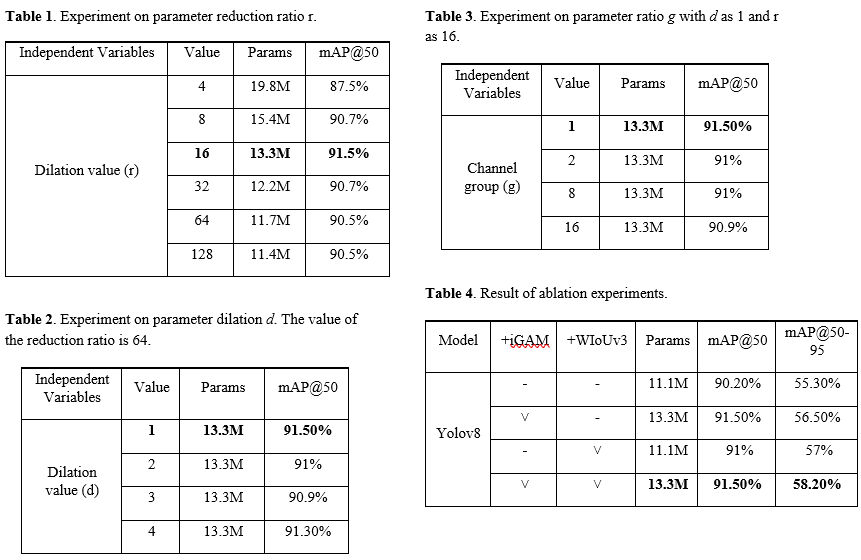 Table 1. Experiment on parameter reduction ratio r.
Independent Variables Value Params mAP@50
Dilation value (r)
4 19.8M 87.5%
8 15.4M 90.7%
16 13.3M 91.5%
32 12.2M 90.7%
64 11.7M 90.5%
128 11.4M 90.5%
Table 2. Experiment on parameter dilation d. The value of
the reduction ratio is 64.
Independent
Variables
Value Params mAP@50
Dilation
value (d)
1 13.3M 91.50%
2 13.3M 91%
3 13.3M 90.9%
4 13.3M 91.30%
Table 3. Experiment on parameter ratio g with d as 1 and r
as 16.
Independent
Variables
Value Params mAP@50
Channel
group (g)
1 13.3M 91.50%
2 13.3M 91%
8 13.3M 91%
16 13.3M 90.9%
Table 4. Result of ablation experiments.
Model +iGAM +WIoUv3 Params mAP@50 mAP@50-
95
Yolov8
- - 11.1M 90.20% 55.30%
V - 13.3M 91.50% 56.50%
- V 11.1M 91% 57%
V V 13.3M 91.50% 58.20%